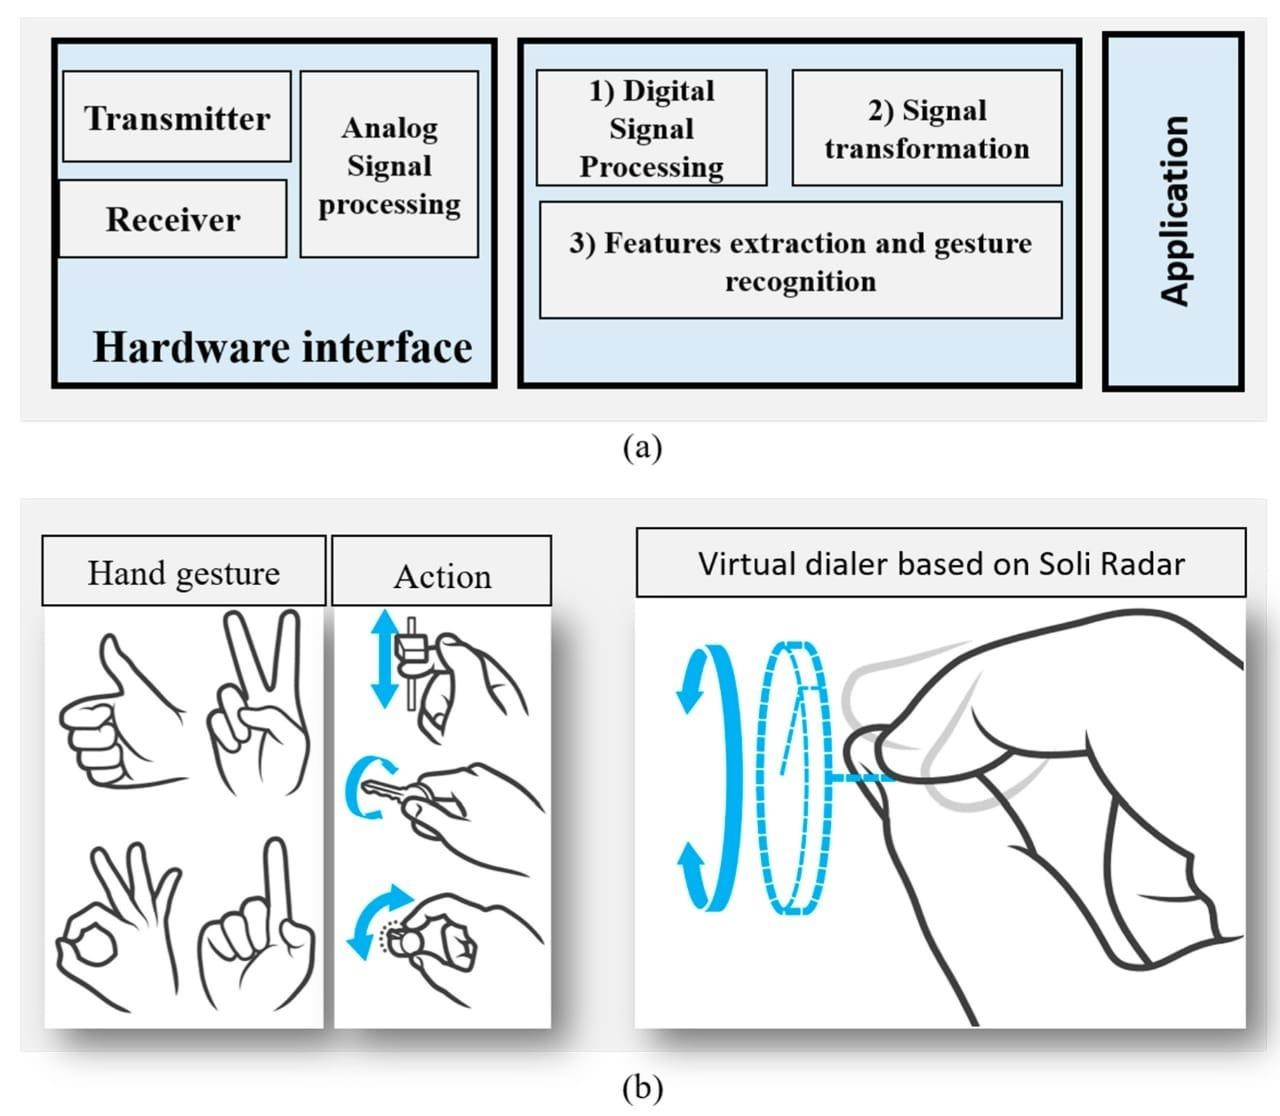 Transmitter
Receiver
Analog
Signal
processing
Hardware interface
1) Digital
Signal
Processing
2) Signal
transformation
3) Features extraction and gesture
recognition
Application
(a)
Hand gesture
Action
Virtual dialer based on Soli Radar
(b)